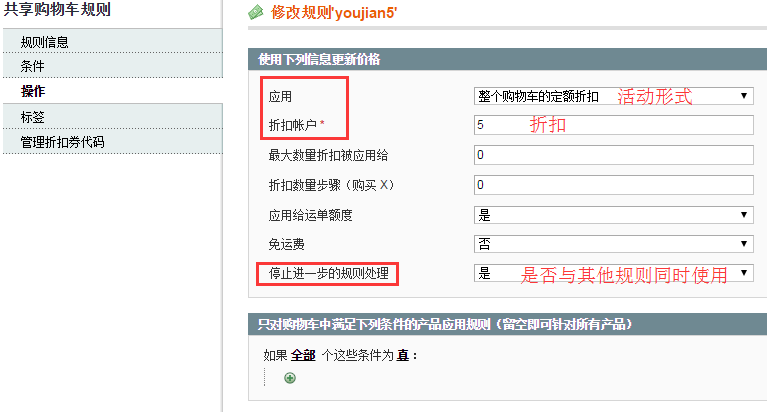 共享购物车规则
规则信息
条件
操作
标签
管理折扣券代码
修改规则'youjian5'
使用下列信息更新价格
应用
整个购物车的定额折扣 活动形式
折扣帐户 *
5 折扣
最大数量折扣被应用给
0
折扣数量步骤（购买 X）
0
应用给运单额度
是
免运费
否
停止进一步的规则处理
是 是否与其他规则同时使用
只对购物车中满足下列条件的产品应用规则（留空即可针对所有产品）
如果 全部 个这些条件为 真：